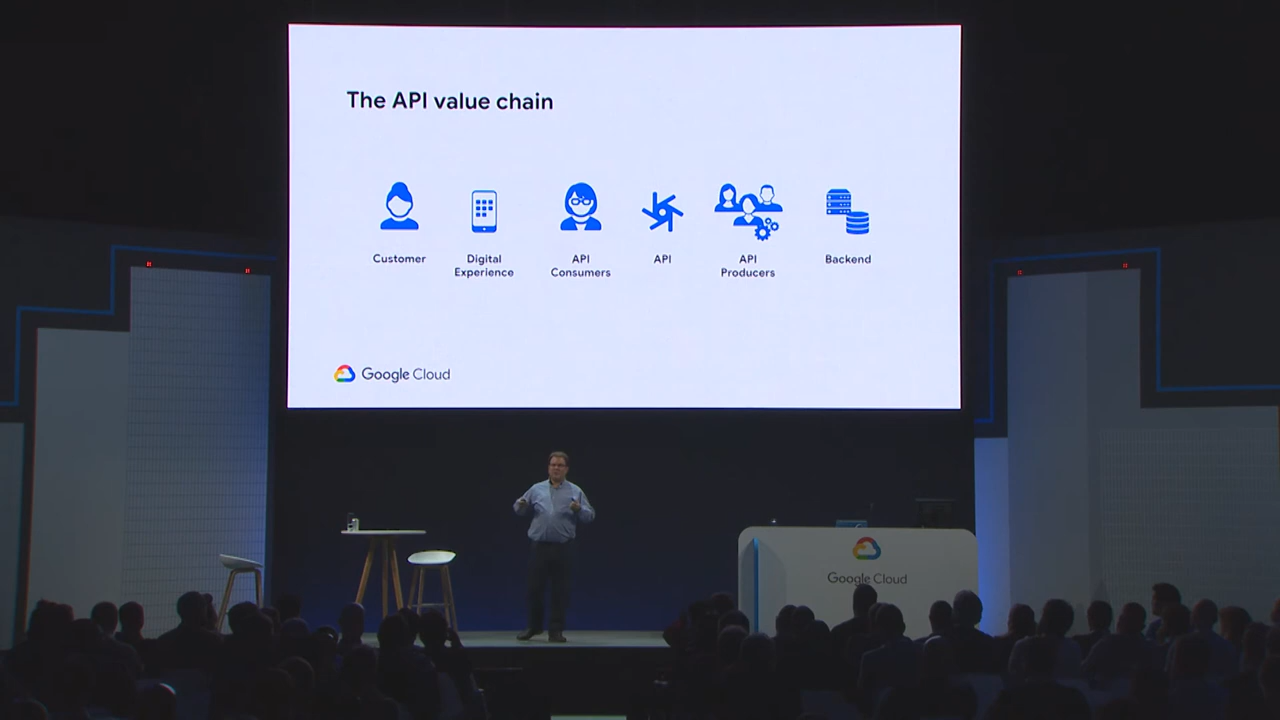 The API value chain
Customer
Digital
Experience
API
Consumers
API
API
Producers
Backend
Google Cloud
Google Cloud